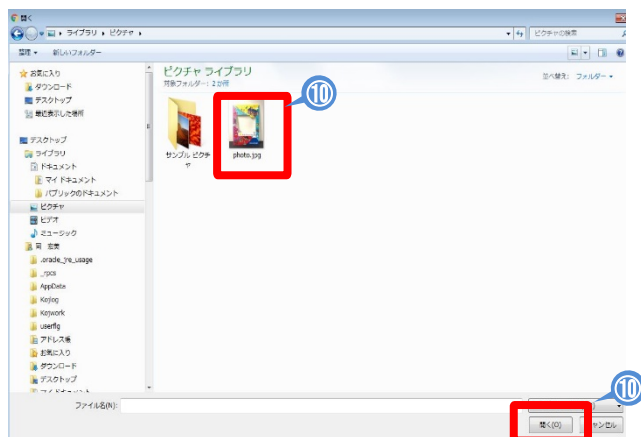 開く
ライブラリ ▸ ピクチャ ▸
ピクチャの検索
整理 ▾ 新しいフォルダー
お気に入り
ダウンロード
デスクトップ
最近表示した場所
デスクトップ
ライブラリ
ドキュメント
マイ ドキュメント
パブリックのドキュメント
ピクチャ
ビデオ
ミュージック
.oracle_jre_usage
_rpcs
AppData
Kojlog
Kojwork
userfig
アドレス帳
お気に入り
ダウンロード
デスクトップ
ピクチャ ライブラリ
対象フォルダー: 2 か所
並べ替え: フォルダー ▾
⑩
サンプル ピクチ
ャ
photo.jpg
ファイル名(N):
⑩
開く(O)
キャンセル